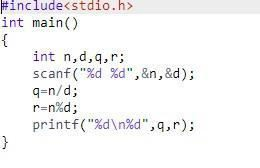 #include<stdio.h>
int main()
{
    int n,d,q,r;
    scanf("%d %d",&n,&d);
    q=n/d;
    r=n%d;
    printf("%d\n%d",q,r);
}